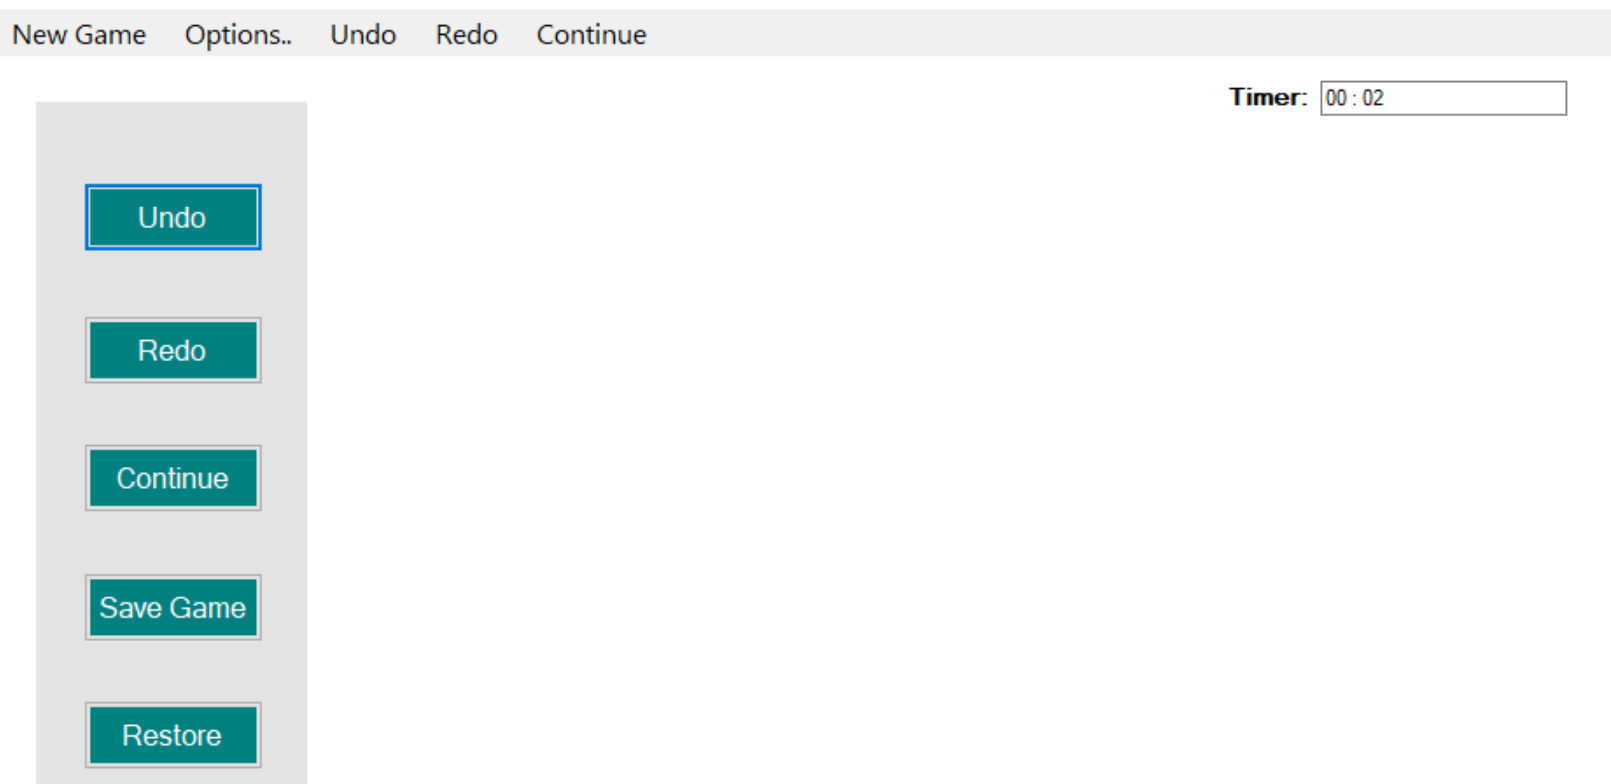 New Game Options.. Undo Redo Continue
Timer: 00 : 02
Undo
Redo
Continue
Save Game
Restore